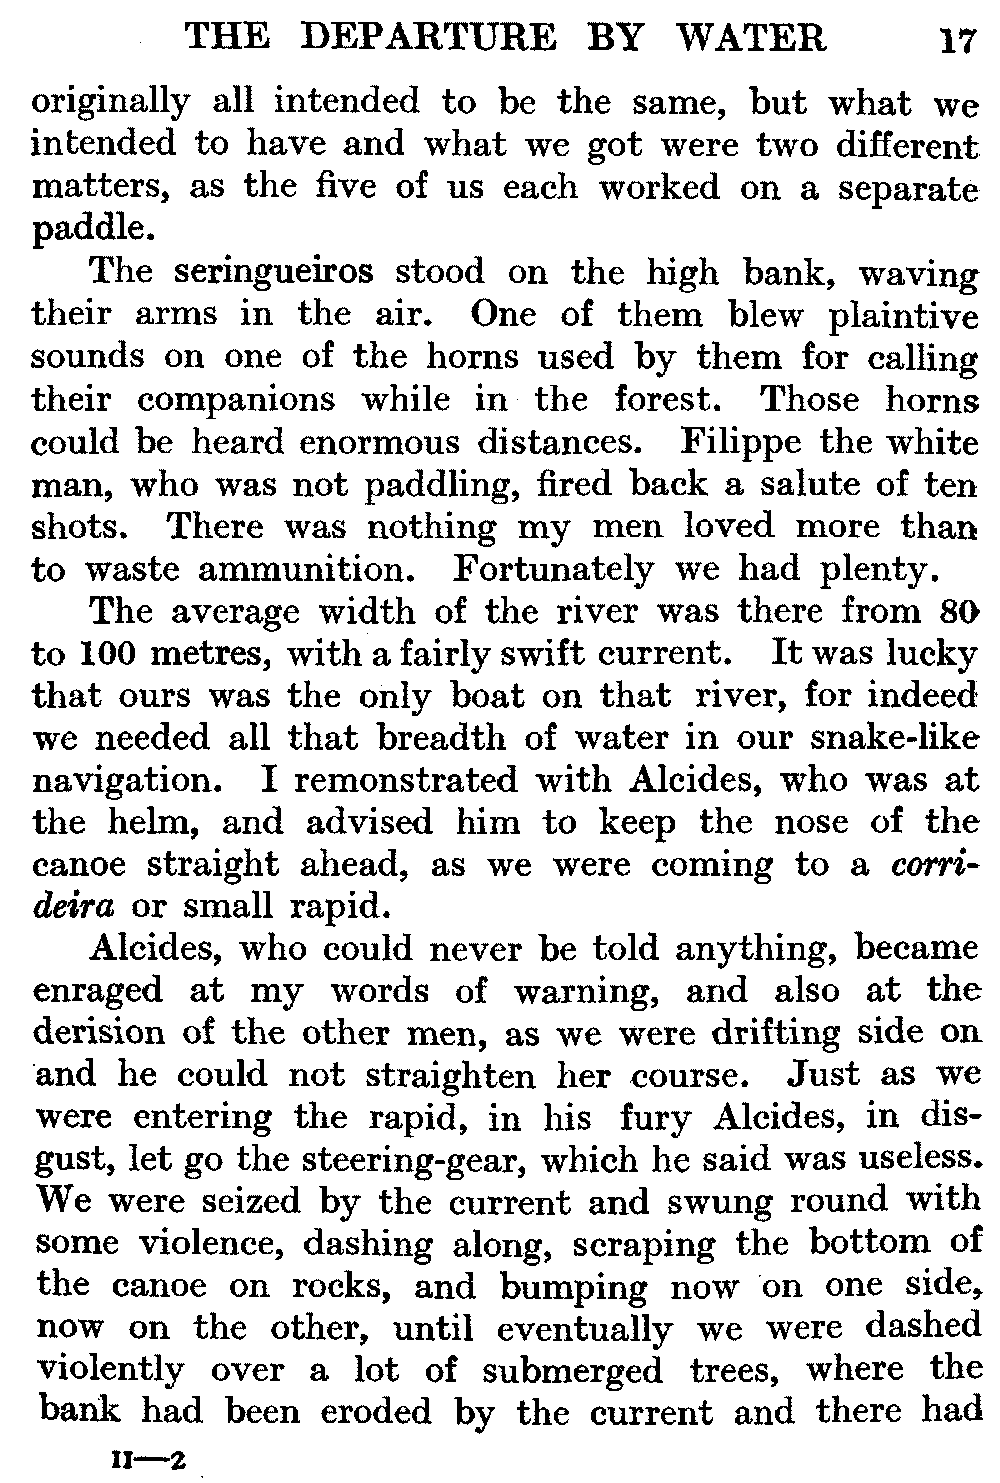 THE DEPARTURE BY WATER 17
originally all intended to be the same, but what we
intended to have and what we got were two different
matters, as the five of us each worked on a separate
paddle.
The seringueiros stood on the high bank, waving
their arms in the air. One of them blew plaintive
sounds on one of the horns used by them for calling
their companions while in the forest. Those horns
could be heard enormous distances. Filippe the white
man, who was not paddling, fired back a salute of ten
shots. There was nothing my men loved more than
to waste ammunition. Fortunately we had plenty.
The average width of the river was there from 80
to 100 metres, with a fairly swift current. It was lucky
that ours was the only boat on that river, for indeed
we needed all that breadth of water in our snake-like
navigation. I remonstrated with Alcides, who was at
the helm, and advised him to keep the nose of the
canoe straight ahead, as we were coming to a corri-
deira or small rapid.
Alcides, who could never be told anything, became
enraged at my words of warning, and also at the
derision of the other men, as we were drifting side on
and he could not straighten her course. Just as we
were entering the rapid, in his fury Alcides, in dis-
gust, let go the steering-gear, which he said was useless.
We were seized by the current and swung round with
some violence, dashing along, scraping the bottom of
the canoe on rocks, and bumping now on one side,
now on the other, until eventually we were dashed
violently over a lot of submerged trees, where the
bank had been eroded by the current and there had
II—2